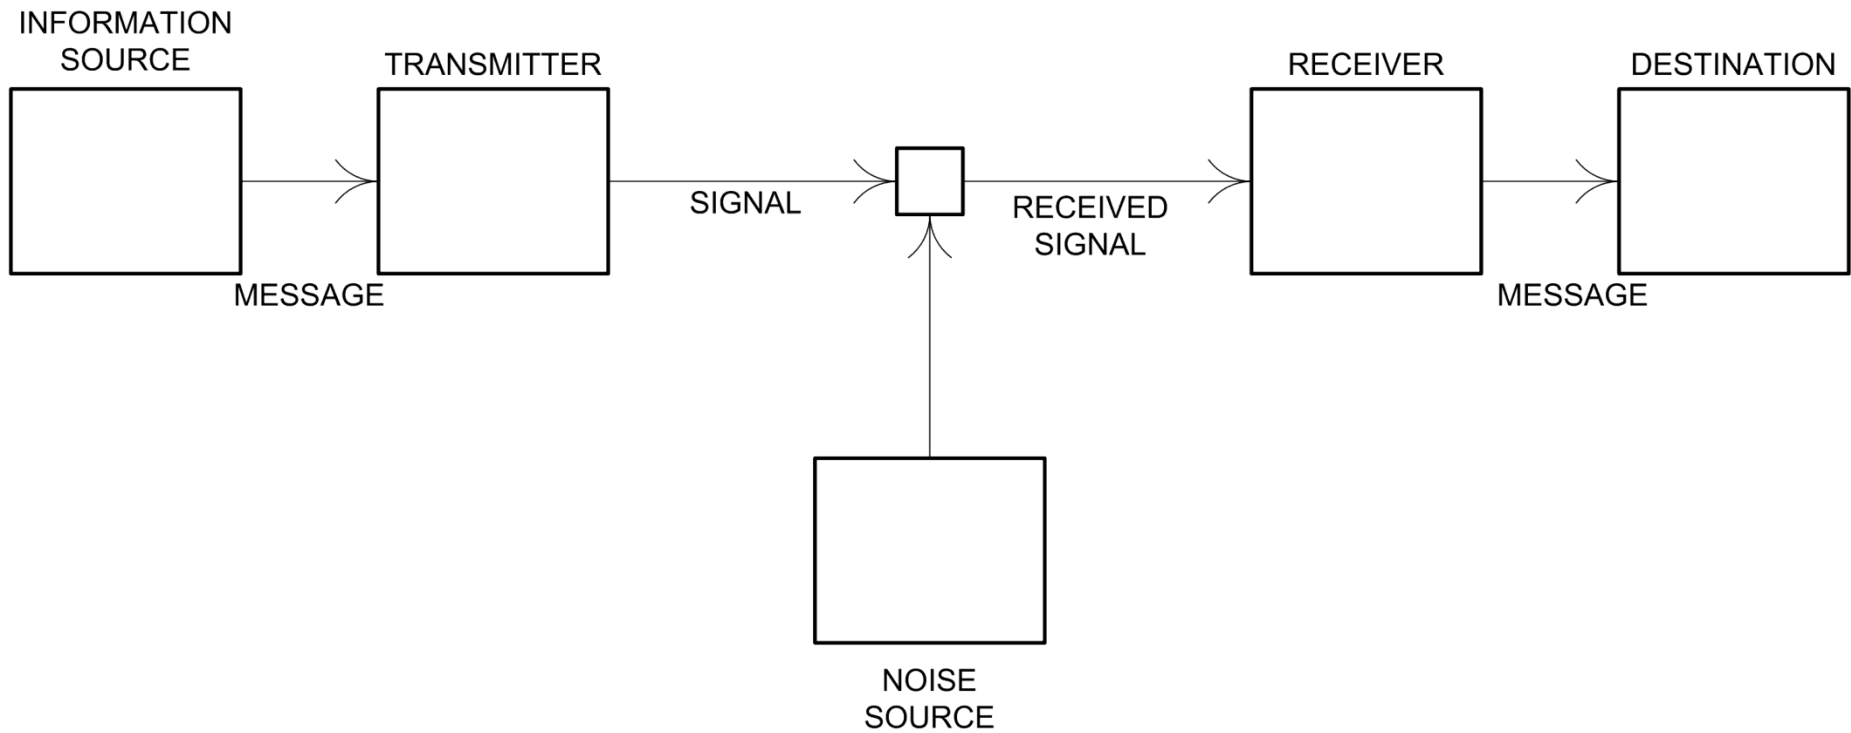 INFORMATION
SOURCE
TRANSMITTER
RECEIVER
DESTINATION
SIGNAL
RECEIVED
SIGNAL
MESSAGE
MESSAGE
NOISE
SOURCE